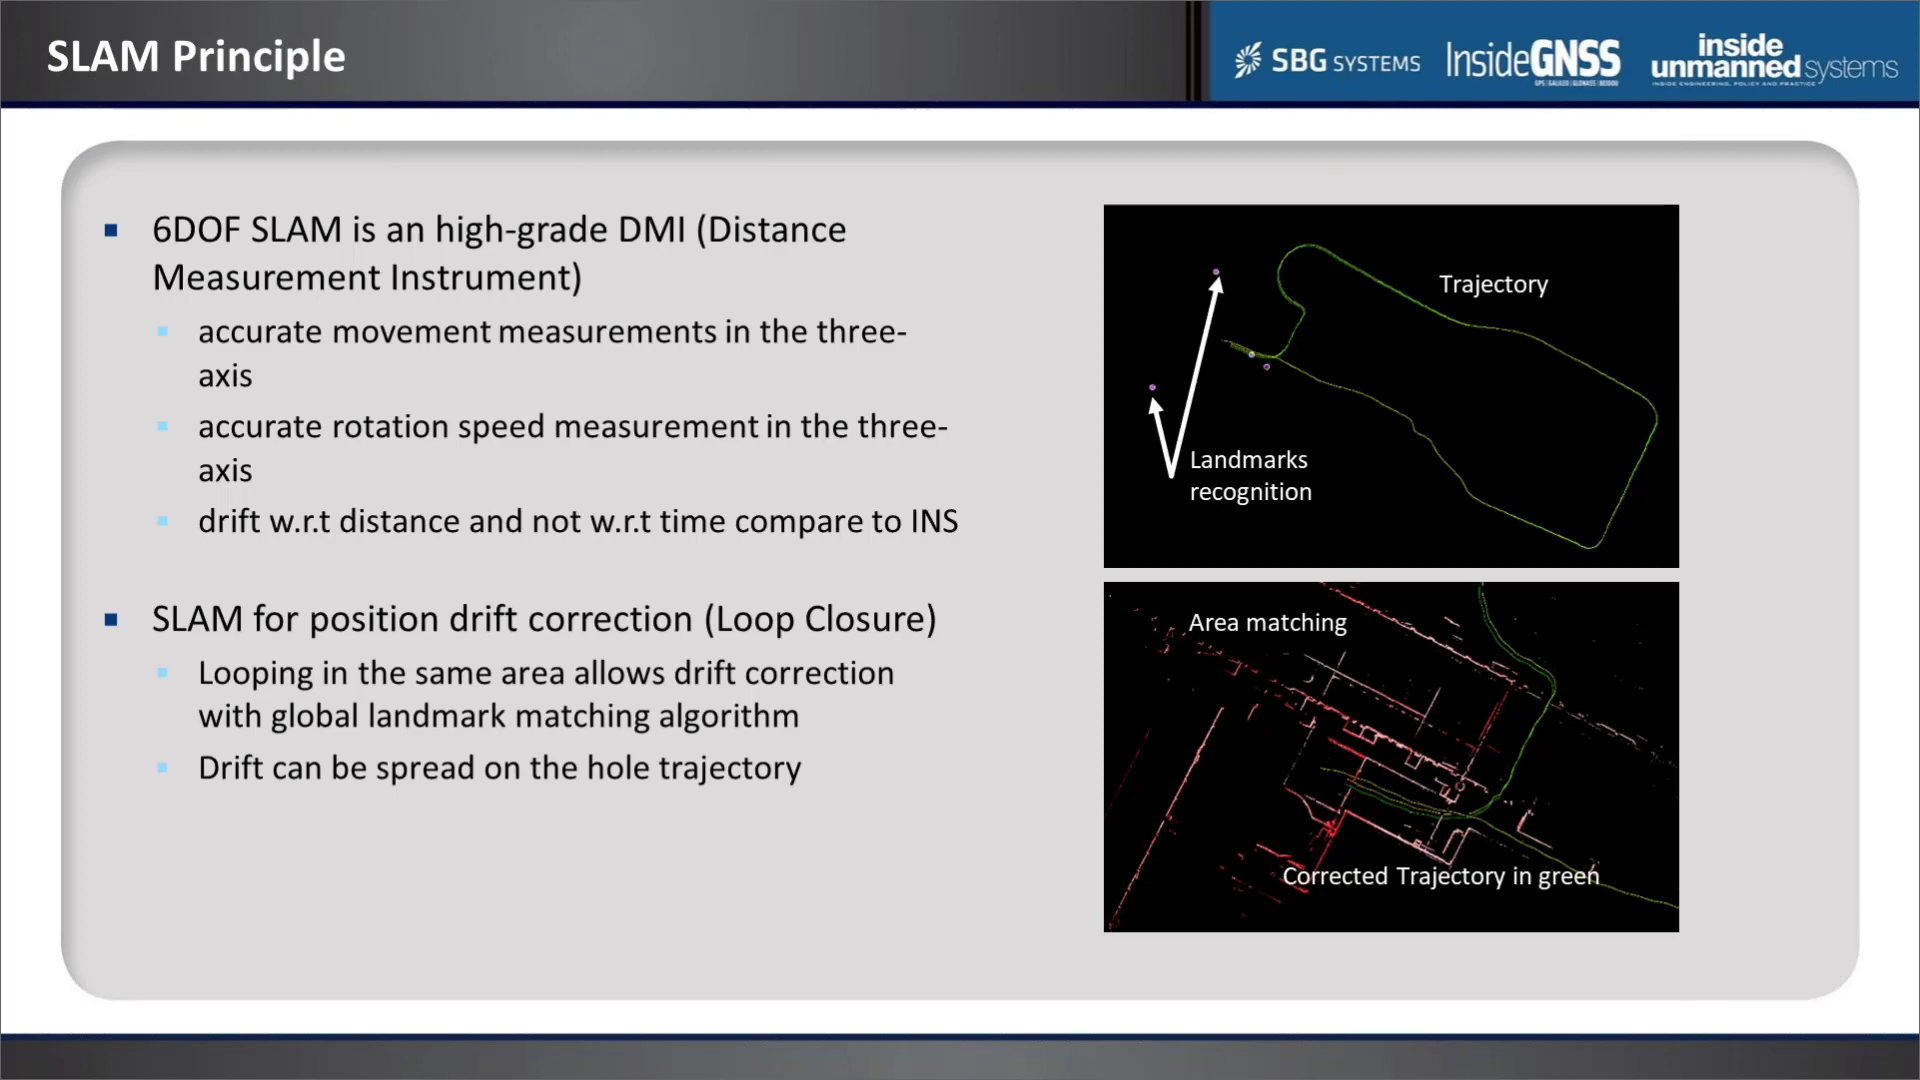 SLAM Principle
SBG SYSTEMS
InsideGNSS
GPS | GALILEO | GLONASS | BEIDOU
inside
unmanned systems
INSIDE ENGINEERING, POLICY AND PRACTICE
6DOF SLAM is an high-grade DMI (Distance
Measurement Instrument)
accurate movement measurements in the three-
axis
accurate rotation speed measurement in the three-
axis
drift w.r.t distance and not w.r.t time compare to INS
SLAM for position drift correction (Loop Closure)
Looping in the same area allows drift correction
with global landmark matching algorithm
Drift can be spread on the hole trajectory
Trajectory
Landmarks
recognition
Area matching
Corrected Trajectory in green